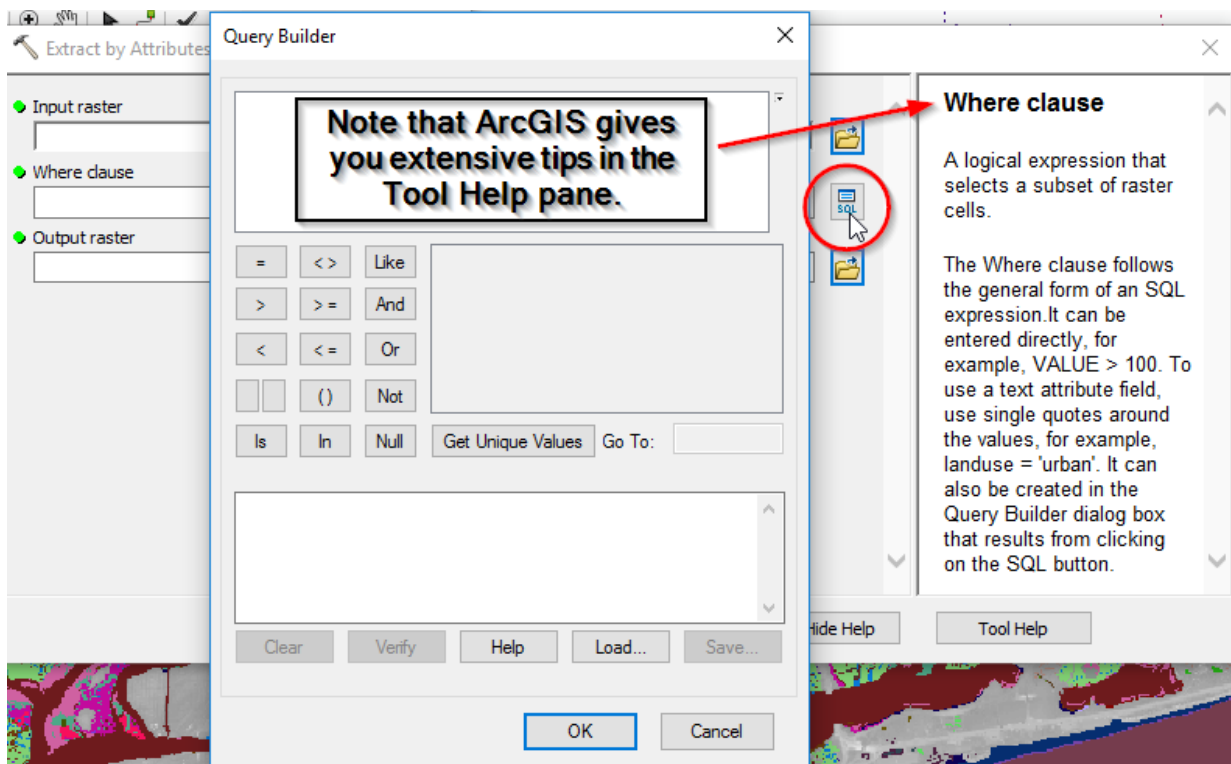 Extract by Attributes
Query Builder
Input raster
Where clause
Output raster
Note that ArcGIS gives
you extensive tips in the
Tool Help pane.
= <> Like
> >= And
< <= Or
() Not
Is In Null Get Unique Values Go To:
Clear Verify Help Load... Save...
OK Cancel
SQL
Where clause
A logical expression that
selects a subset of raster
cells.
The Where clause follows
the general form of an SQL
expression.It can be
entered directly, for
example, VALUE > 100. To
use a text attribute field,
use single quotes around
the values, for example,
landuse = 'urban'. It can
also be created in the
Query Builder dialog box
that results from clicking
on the SQL button.
Hide Help Tool Help